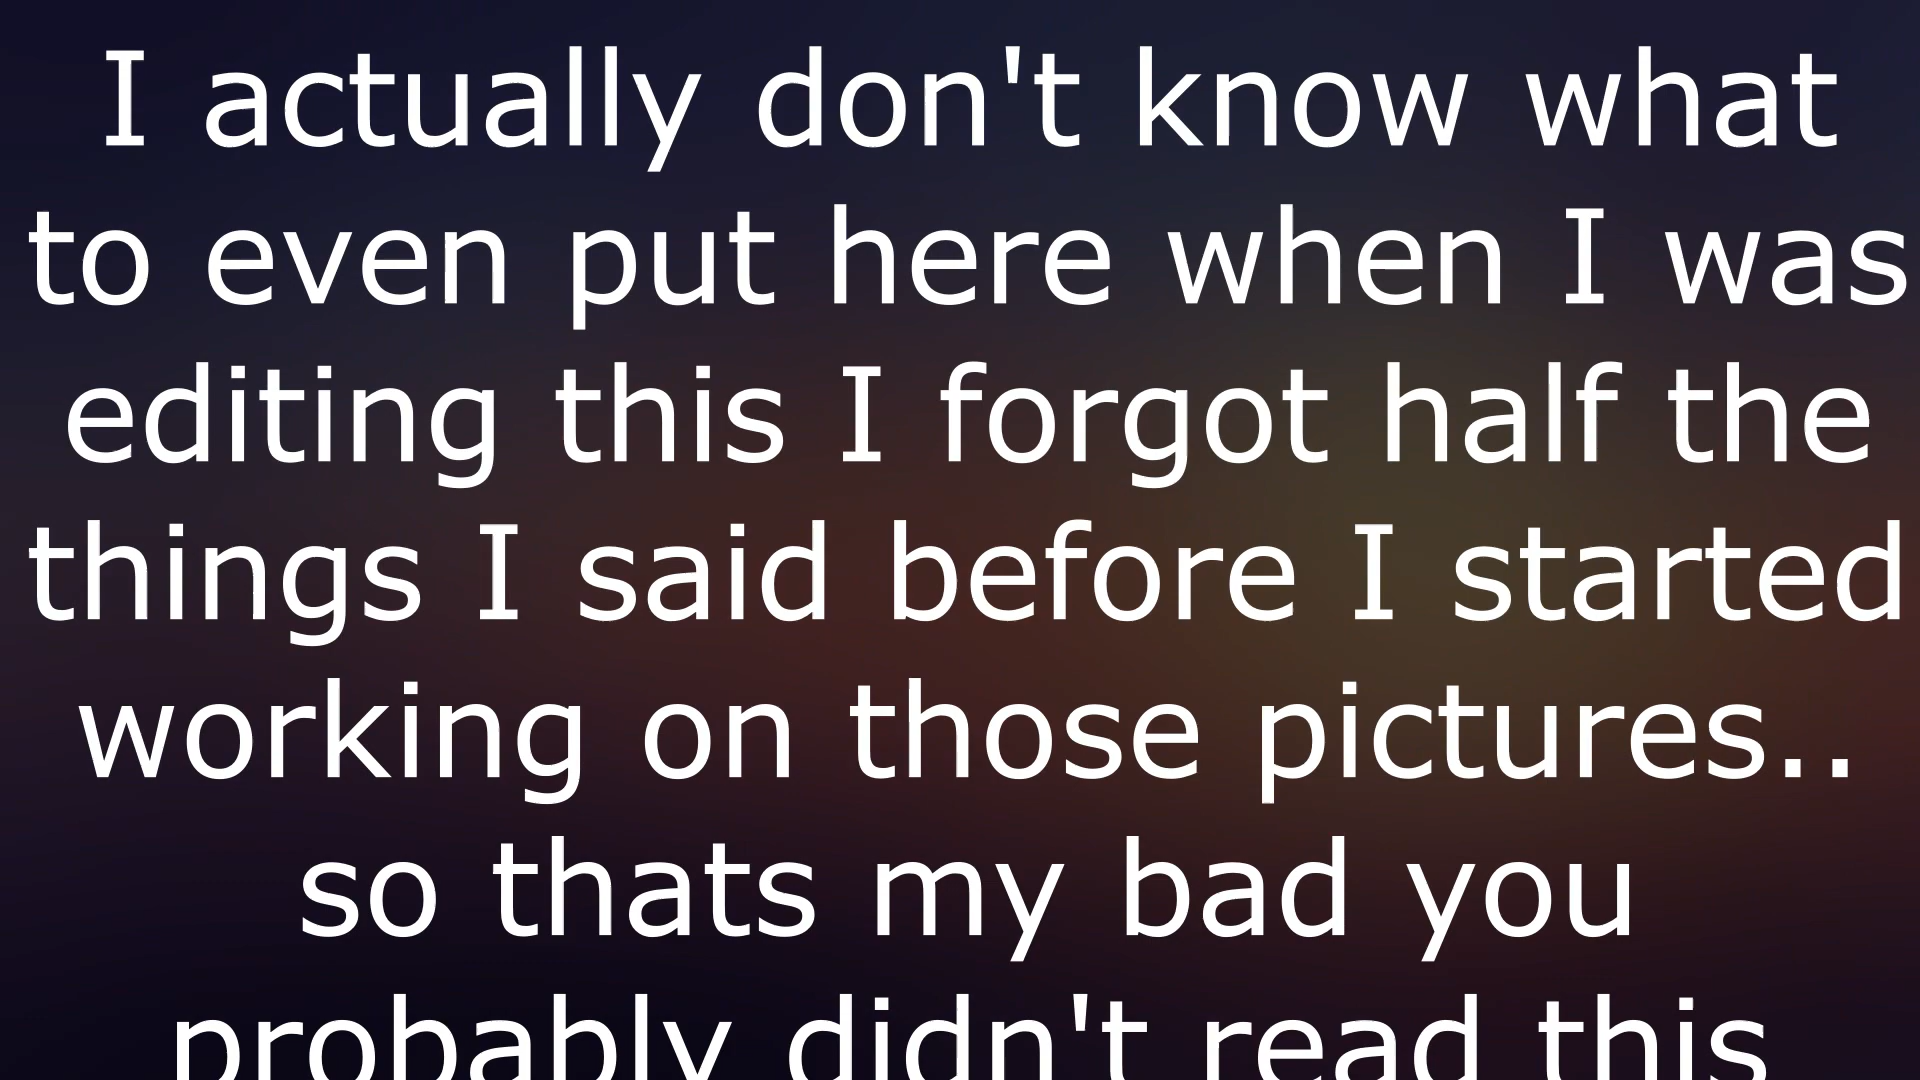 I actually don't know what
to even put here when I was
editing this I forgot half the
things I said before I started
working on those pictures..
so thats my bad you
probably didn't read this